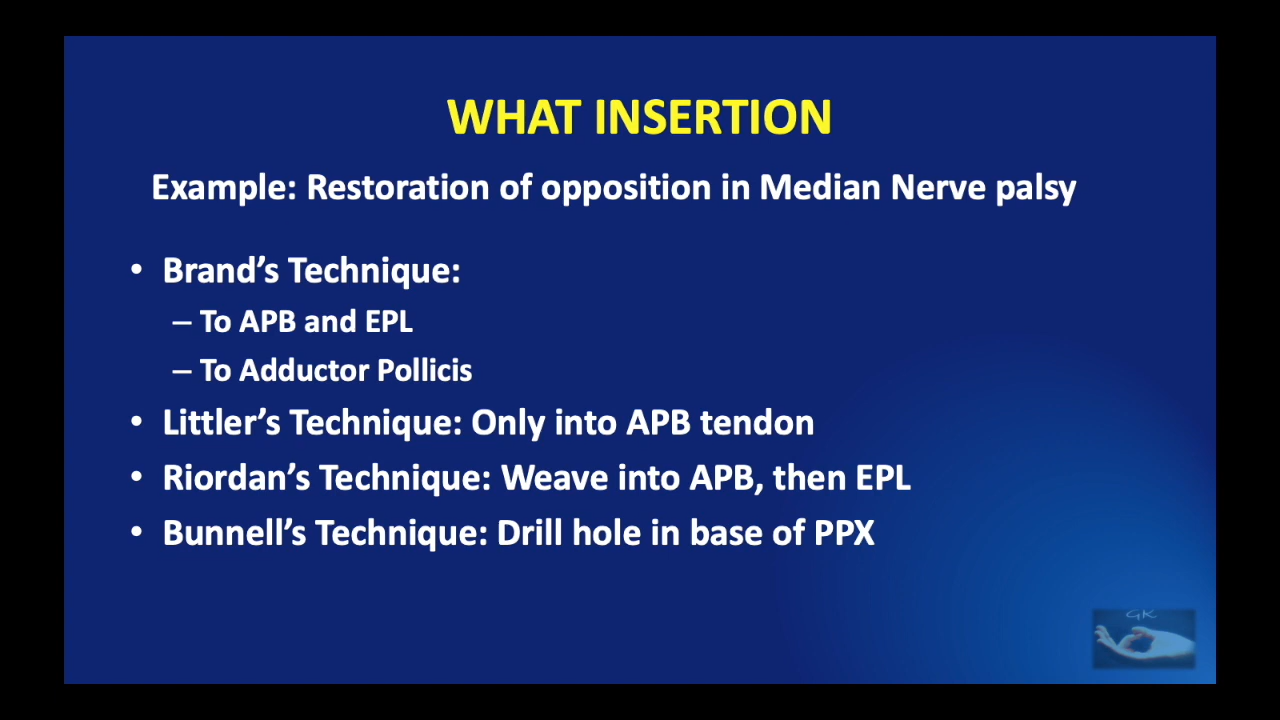 WHAT INSERTION
Example: Restoration of opposition in Median Nerve palsy
• Brand’s Technique:
– To APB and EPL
– To Adductor Pollicis
• Littler’s Technique: Only into APB tendon
• Riordan’s Technique: Weave into APB, then EPL
• Bunnell’s Technique: Drill hole in base of PPX
GK